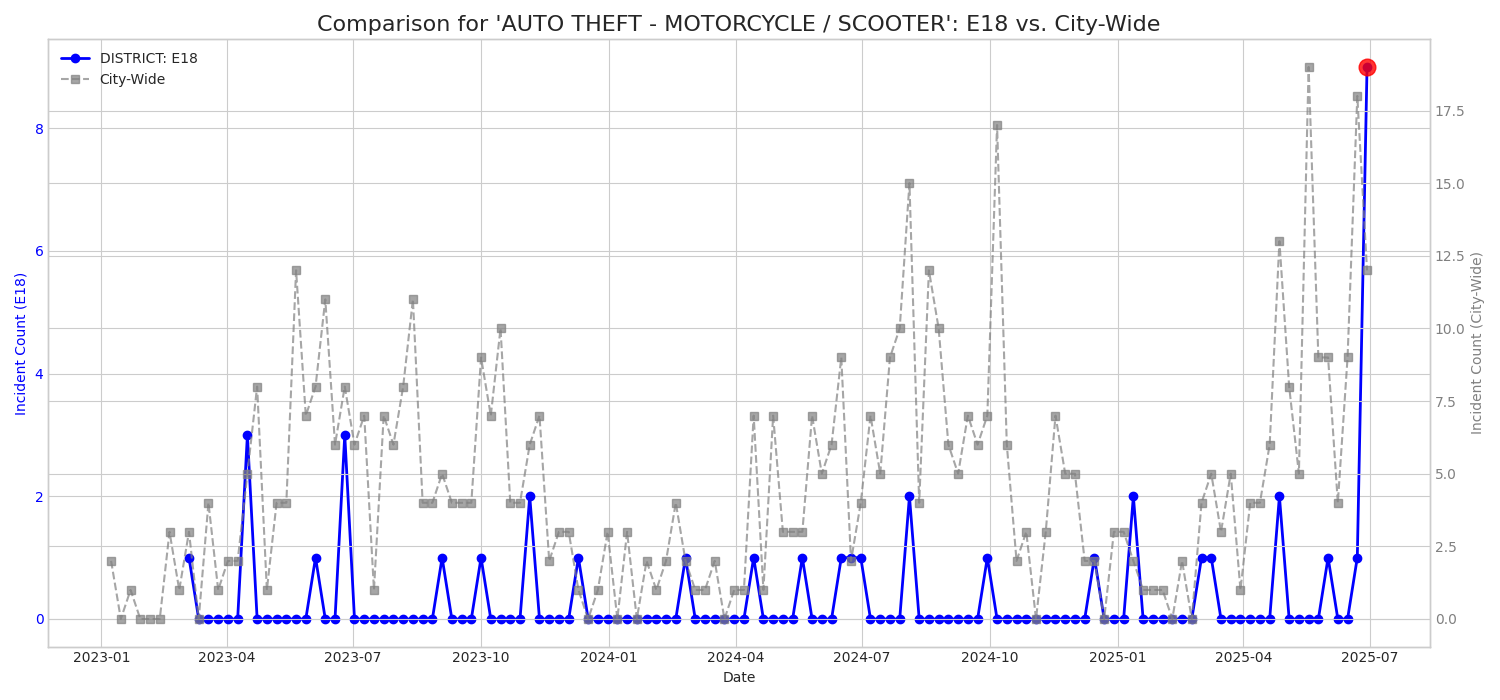 Comparison for 'AUTO THEFT - MOTORCYCLE / SCOOTER': E18 vs. City-Wide
DISTRICT: E18
City-Wide
Incident Count (E18)
8
6
4
2
0
17.5
15.0
12.5
10.0
7.5
5.0
2.5
0.0
Incident Count (City-Wide)
2023-01 2023-04 2023-07 2023-10 2024-01 2024-04 2024-07 2024-10 2025-01 2025-04 2025-07
Date